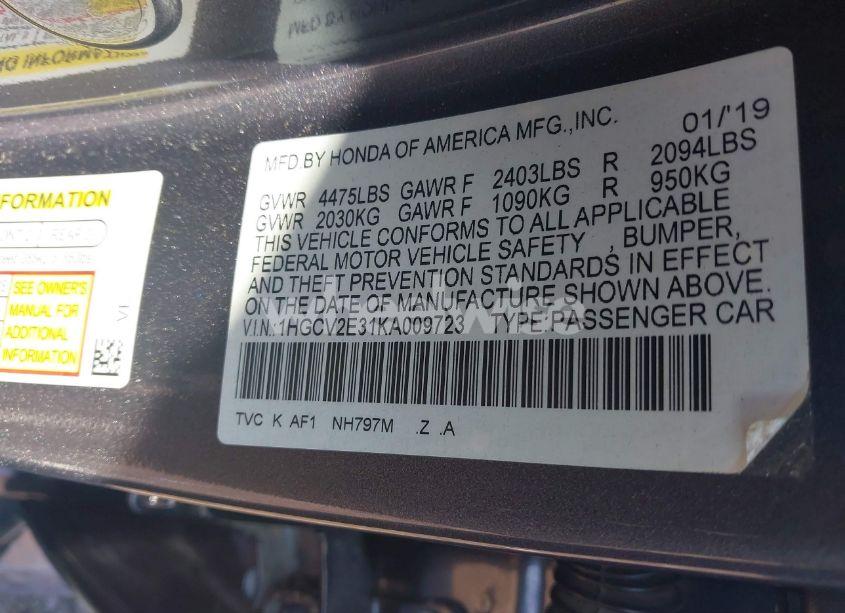 MFD.BY HONDA OF AMERICA MFG.,INC. 01/'19
GVWR 4475LBS GAWR F 2403LBS R 2094LBS
GVWR 2030KG GAWR F 1090KG R 950KG
THIS VEHICLE CONFORMS TO ALL APPLICABLE
FEDERAL MOTOR VEHICLE SAFETY , BUMPER,
AND THEFT PREVENTION STANDARDS IN EFFECT
ON THE DATE OF MANUFACTURE SHOWN ABOVE.
V.I.N.:1HGCV2E31KA009723 TYPE:PASSENGER CAR
TVC K AF1 NH797M .Z .A
FORMATION
REAR
SEE OWNER'S
MANUAL FOR
ADDITIONAL
INFORMATION